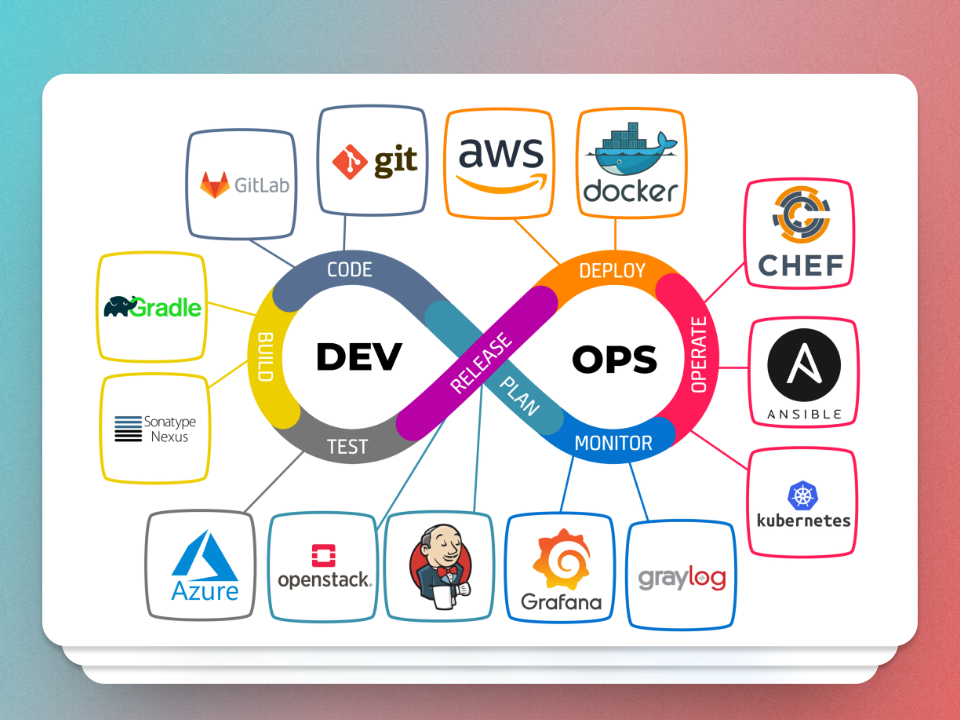 GitLab
git
aws
docker
CHEF
CODE
DEPLOY
Gradle
BUILD
DEV
RELEASE
OPS
OPERATE
ANSIBLE
PLAN
Sonatype
Nexus
TEST
MONITOR
kubernetes
Azure
openstack.
Grafana
graylog